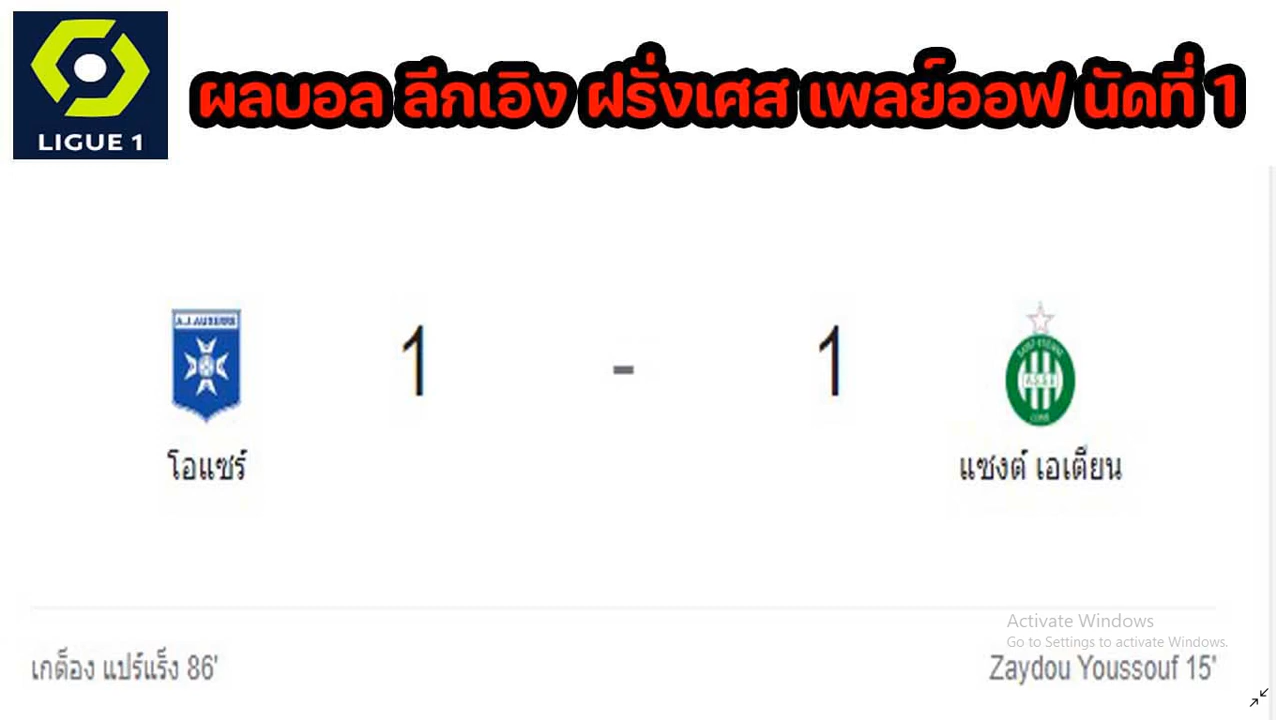 ผลบอล ลีกเอิง ฝรั่งเศส เพลย์ออฟ นัดที่ 1
LIGUE 1
A.J.AUXERRE
1 - 1
โอแซร์
แซงต์ เอเตียน
Activate Windows
Go to Settings to activate Windows.
เกต็อง แปร์แร็ง 86'
Zaydou Youssouf 15'